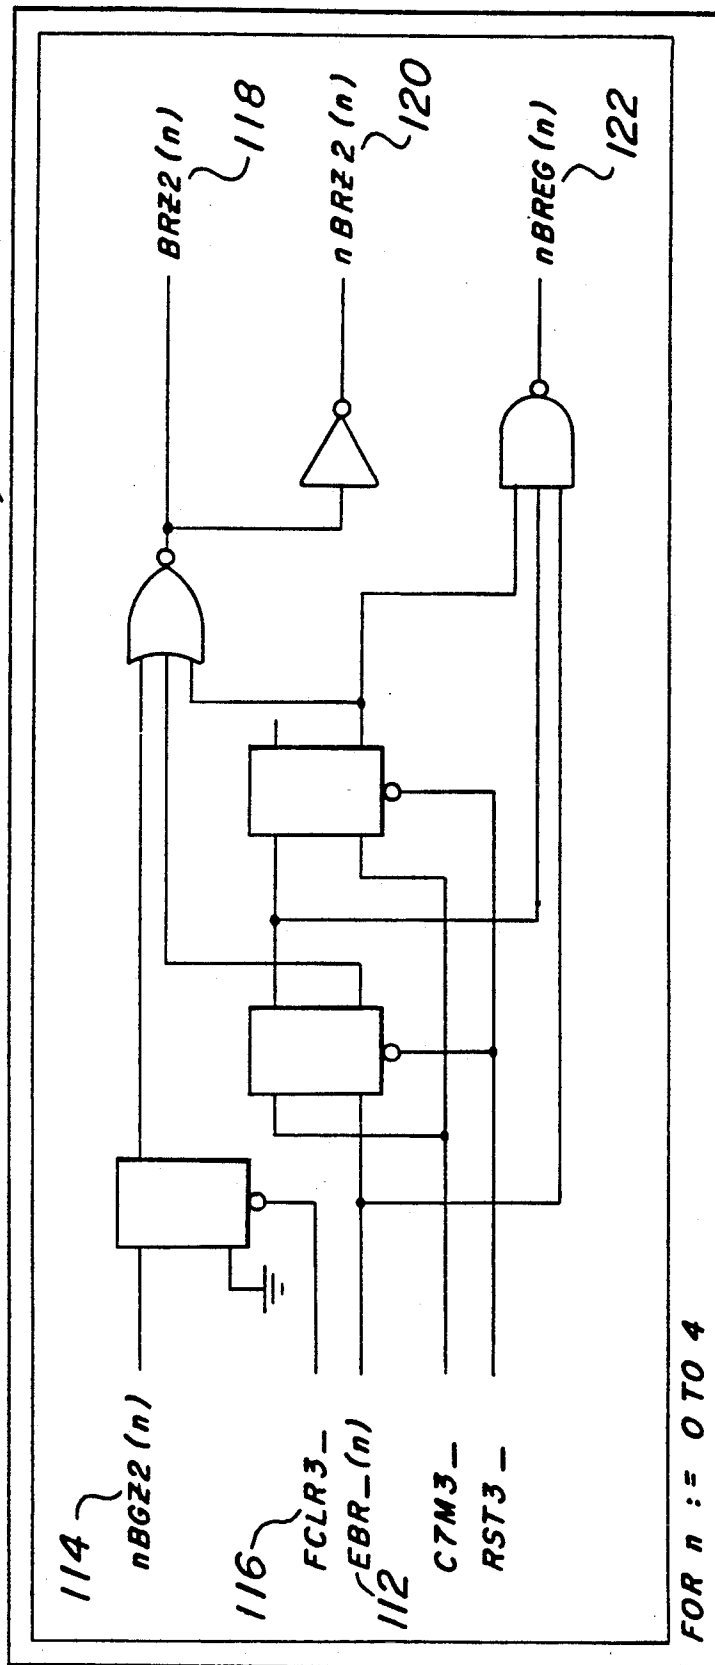 114
nBGZ2(n)
116
FCLR3_
EBR_(n)
112
C7M3_
RST3_
BRZ2(n)
118
nBRZ2(n)
120
nBREG(n)
122
FOR n := 0 TO 4